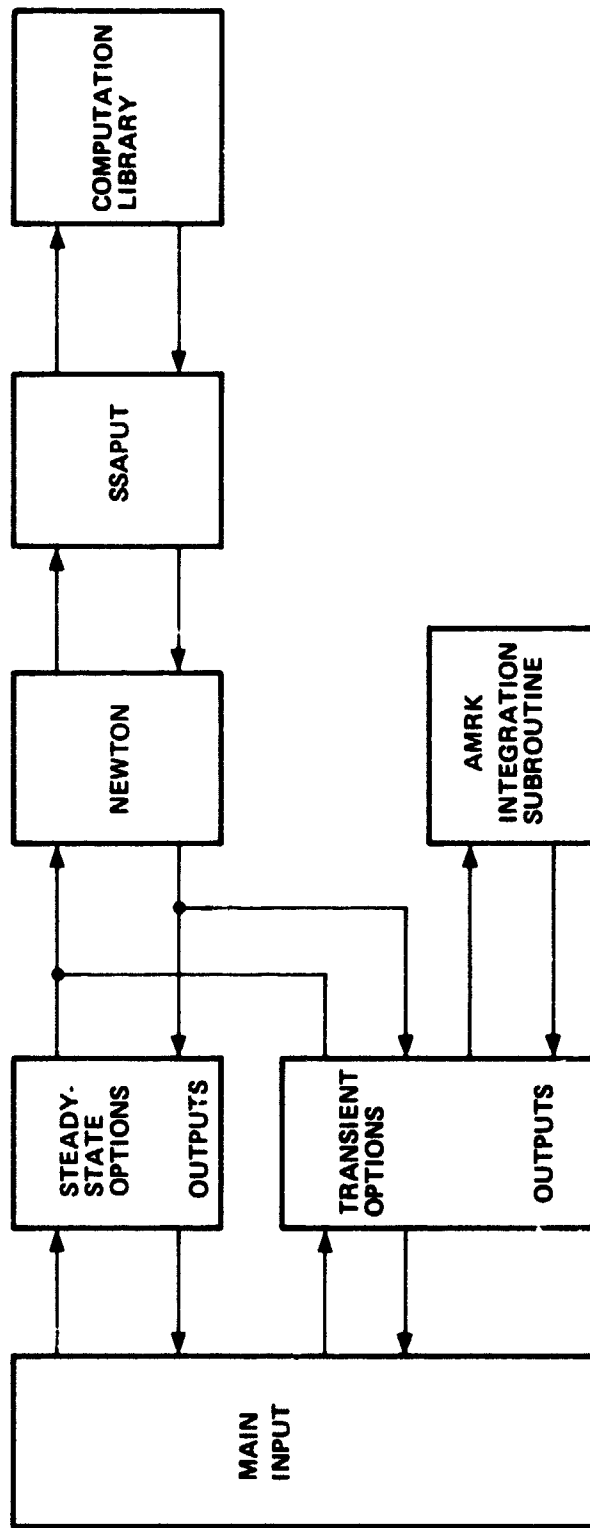 MAIN
INPUT
STEADY-
STATE
OPTIONS
OUTPUTS
TRANSIENT
OPTIONS
OUTPUTS
NEWTON
AMRK
INTEGRATION
SUBROUTINE
SSAPUT
COMPUTATION
LIBRARY